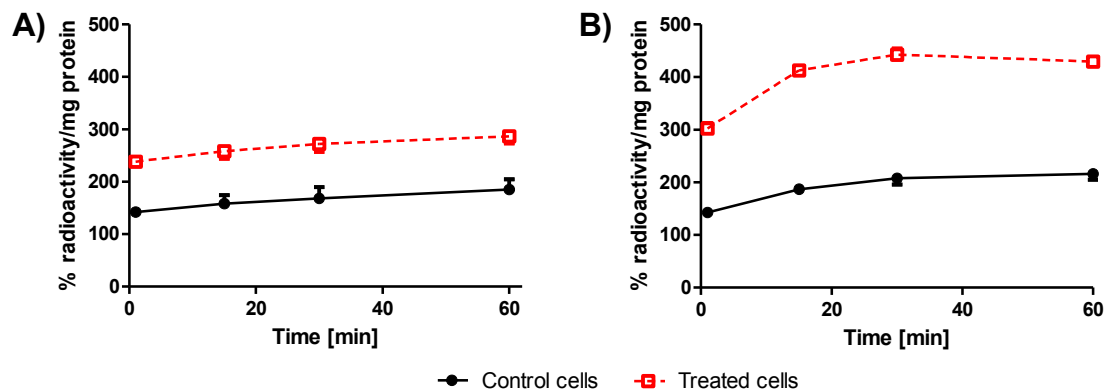 A)
% radioactivity/mg protein
500
400
300
200
100
0
0 20 40 60
Time [min]
B)
% radioactivity/mg protein
500
400
300
200
100
0
0 20 40 60
Time [min]
Control cells Treated cells